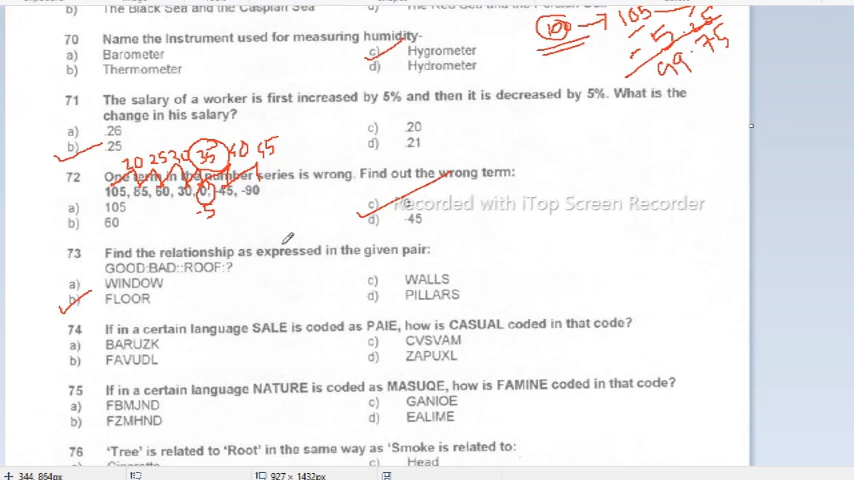 b) The Black Sea and the Caspian Sea
d)
70 Name the Instrument used for measuring humidity-
a) Barometer
c) Hygrometer
b) Thermometer
d) Hydrometer
100 → 105
99.75
71 The salary of a worker is first increased by 5% and then it is decreased by 5%. What is the
change in his salary?
a) .26
c) .20
b) .25
d) .21
20 25 30 35 40 45
72 One term in the number series is wrong. Find out the wrong term:
105, 85, 60, 30, 0, -45, -90
-5
a) 105
c) 0
b) 60
d) -45
Recorded with iTop Screen Recorder
73 Find the relationship as expressed in the given pair:
GOOD:BAD::ROOF:?
a) WINDOW
c) WALLS
b) FLOOR
d) PILLARS
74 If in a certain language SALE is coded as PAIE, how is CASUAL coded in that code?
a) BARUZK
c) CVSVAM
b) FAVUDL
d) ZAPUXL
75 If in a certain language NATURE is coded as MASUQE, how is FAMINE coded in that code?
a) FBMJND
c) GANIOE
b) FZMHND
d) EALIME
76 'Tree' is related to 'Root' in the same way as 'Smoke is related to:
a) Cigarette
c) Head
344, 864px
927 × 1432px